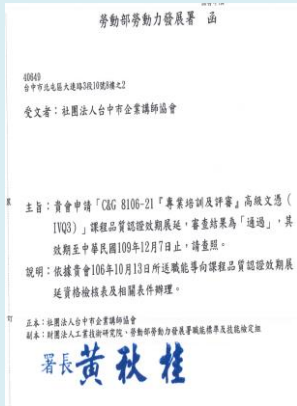 勞動部勞動力發展署 函
40649
台中市北屯區大連路3段10號8樓之2
受文者：社團法人台中市企業講師協會
主旨：貴會申請「C&G 8106-21『專業培訓及評審』高級文憑（
IVQ3）」課程品質認證效期展延，審查結果為「通過」，其
效期至中華民國109年12月7日止，請查照。
說明：依據貴會106年10月13日所送職能導向課程品質認證效期展
延資格檢核表及相關表件辦理。
正本：社團法人台中市企業講師協會
副本：財團法人工業技術研究院、勞動部勞動力發展署職能標準及技能檢定組
署長 黃秋桂